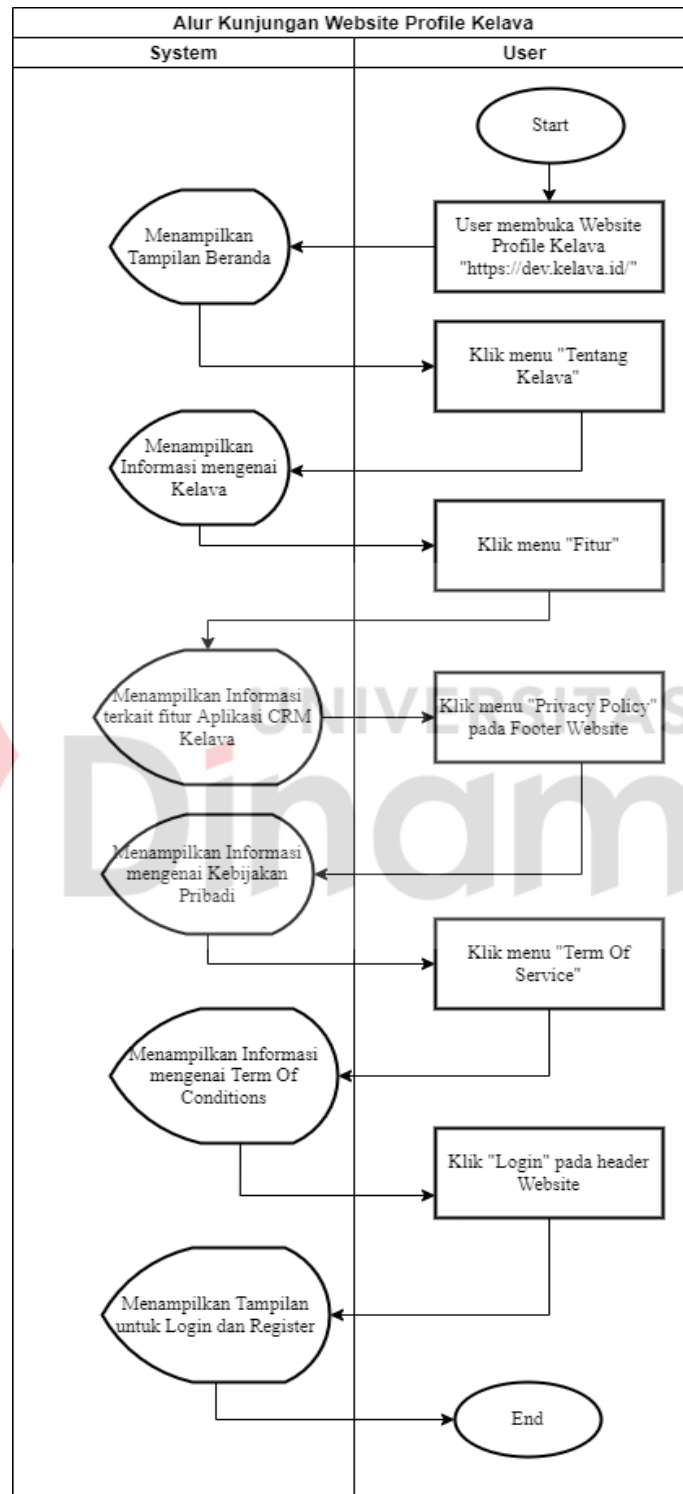 Alur Kunjungan Website Profile Kelava
System
User
Start
User membuka Website
Profile Kelava
"https://dev.kelava.id/"
Menampilkan
Tampilan Beranda
Klik menu "Tentang
Kelava"
Menampilkan
Informasi mengenai
Kelava
Klik menu "Fitur"
Menampilkan Informasi
terkait fitur Aplikasi CRM
Kelava
Klik menu "Privacy Policy"
pada Footer Website
UNIVERSITAS
Dinam
Menampilkan Informasi
mengenai Kebijakan
Pribadi
Klik menu "Term Of
Service"
Menampilkan Informasi
mengenai Term Of
Conditions
Klik "Login" pada header
Website
Menampilkan Tampilan
untuk Login dan Register
End